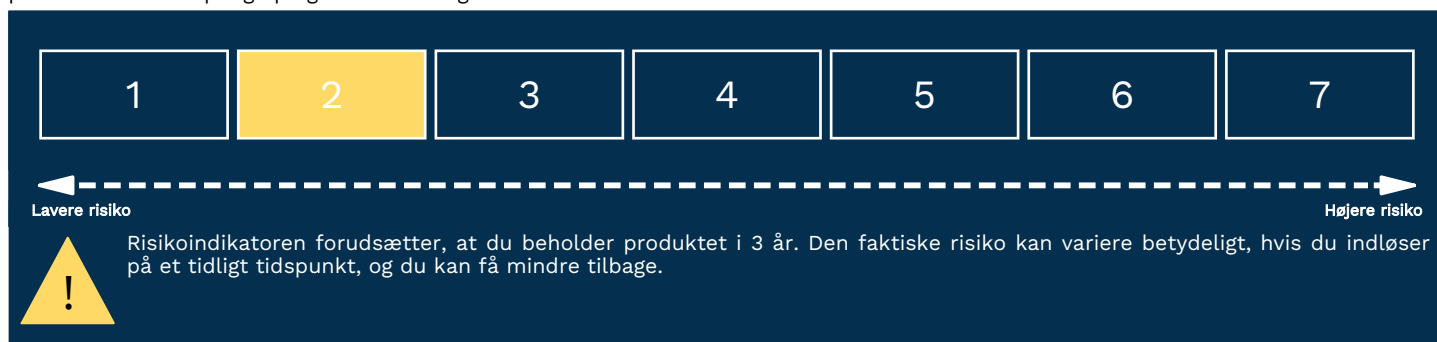 1 2 3 4 5 6 7
Lavere risiko Højere risiko
Risikoindikatoren forudsætter, at du beholder produktet i 3 år. Den faktiske risiko kan variere betydeligt, hvis du indløser
på et tidligt tidspunkt, og du kan få mindre tilbage.
!